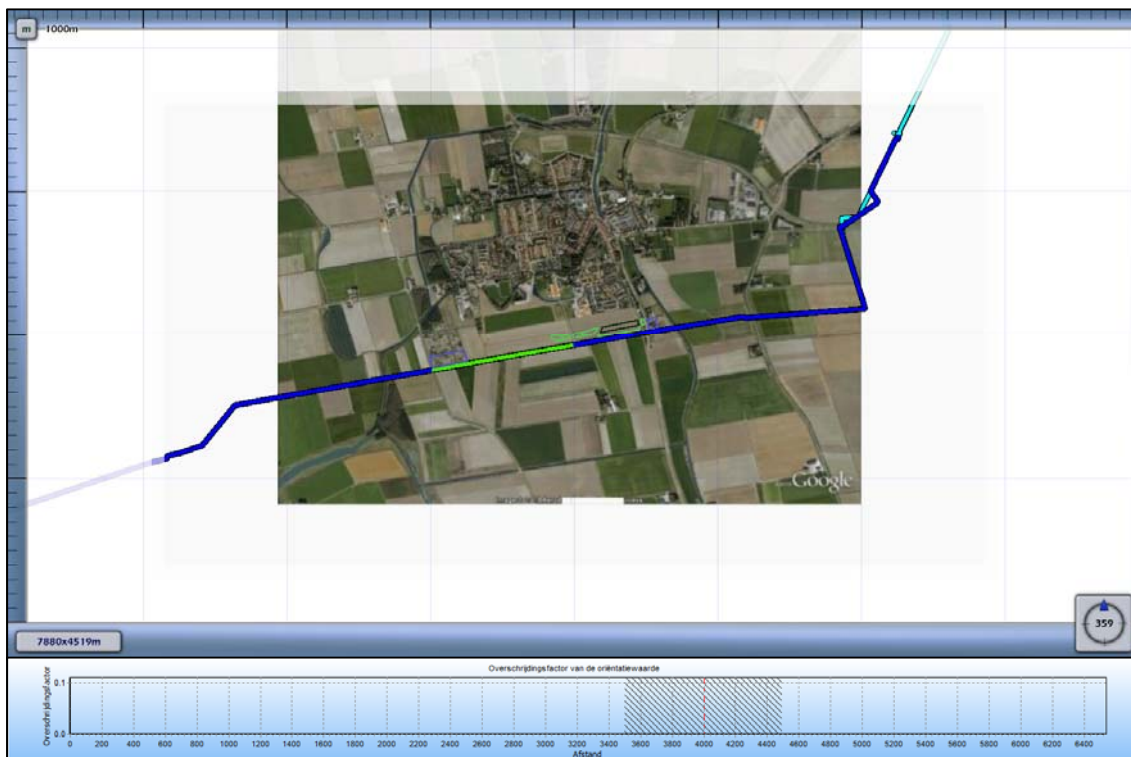 m
1000m
Google
359
7880x4519m
Overschrijdingsfactor van de oriëntatiewaarde
Overschrijdingsfactor
0.1
0.0
0 200 400 600 800 1000 1200 1400 1600 1800 2000 2200 2400 2600 2800 3000 3200 3400 3600 3800 4000 4200 4400 4600 4800 5000 5200 5400 5600 5800 6000 6200 6400
Afstand